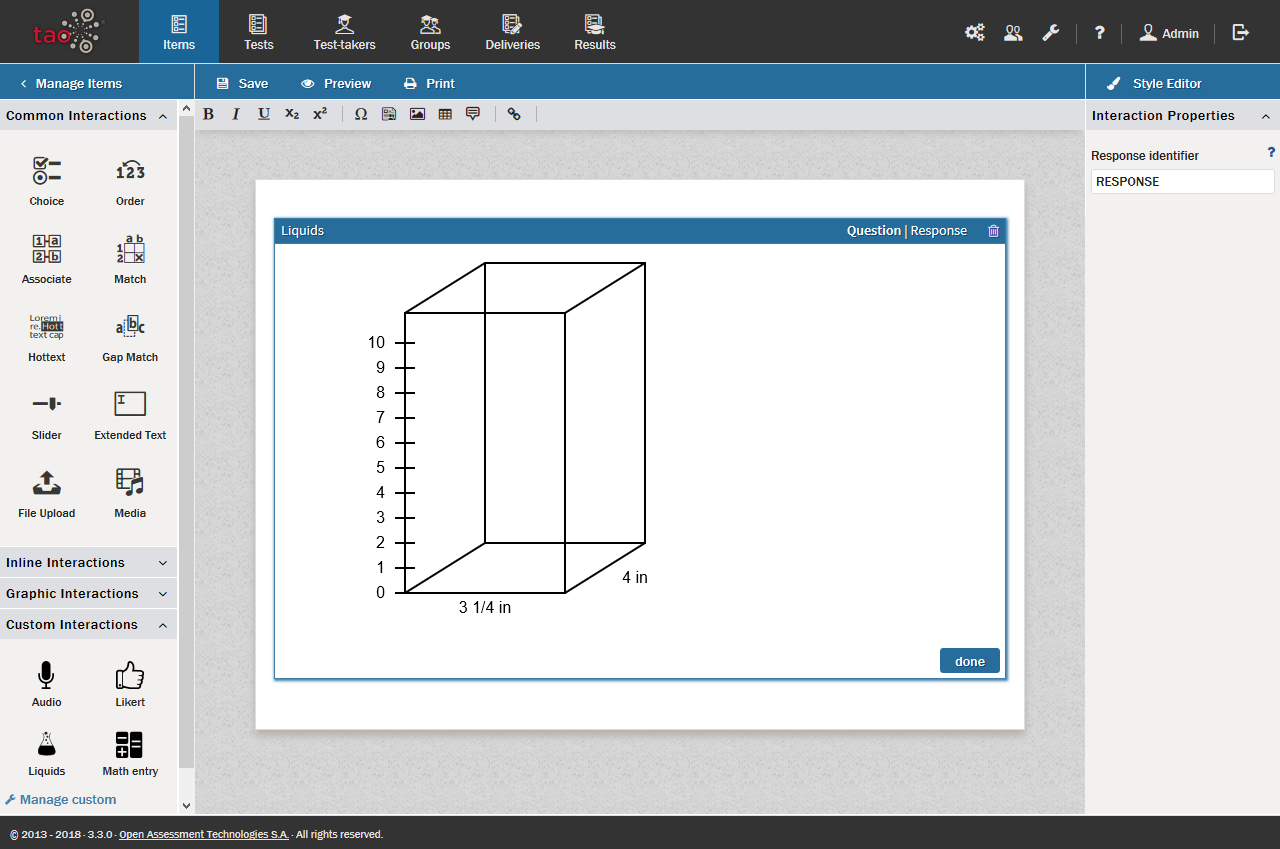 tao
Items
Tests
Test-takers
Groups
Deliveries
Results
?
Admin
Manage Items
Save
Preview
Print
Style Editor
Common Interactions
B I U X₂ X² Ω
Interaction Properties
Choice
Order
Associate
Match
Hottext
Gap Match
Slider
Extended Text
File Upload
Media
Inline Interactions
Graphic Interactions
Custom Interactions
Audio
Likert
Liquids
Math entry
Manage custom
Liquids
Question | Response
10
9
8
7
6
5
4
3
2
1
0
4 in
3 1/4 in
done
Response identifier ?
RESPONSE
© 2013 - 2018 · 3.3.0 · Open Assessment Technologies S.A. · All rights reserved.